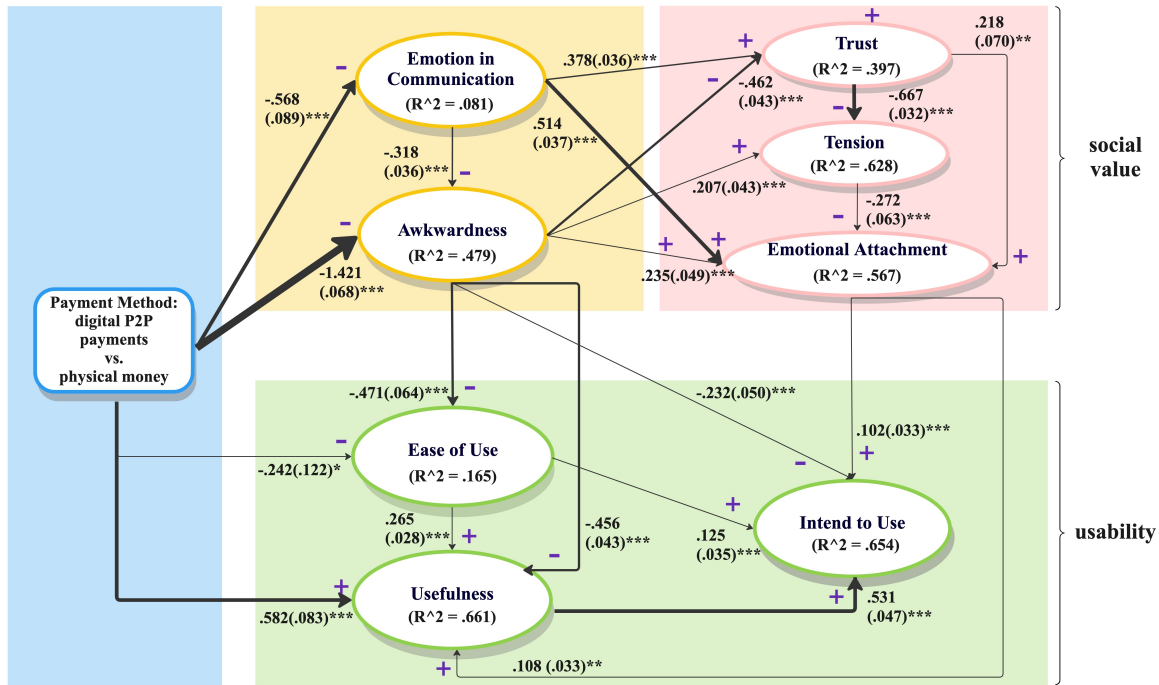 +
.218
(.070)**
Emotion in
Communication
(R^2 = .081)
.378(.036)***
+
Trust
(R^2 = .397)
-
-
-.568
(.089)***
-.462
(.043)***
-.667
(.032)***
-
.514
(.037)***
-.318
(.036)***
-
+
Tension
(R^2 = .628)
.207(.043)***
-.272
(.063)***
-
social
value
-
Awkwardness
(R^2 = .479)
+
+
Emotional Attachment
(R^2 = .567)
+
-1.421
(.068)***
.235(.049)***
Payment Method:
digital P2P
payments
vs.
physical money
-.471(.064)***
-
-.232(.050)***
-
-.242(.122)*
Ease of Use
(R^2 = .165)
.102(.033)***
+
-
+
Intend to Use
(R^2 = .654)
.265
(.028)***
+
-.456
(.043)***
-
.125
(.035)***
usability
+
.582(.083)***
Usefulness
(R^2 = .661)
+
.531
(.047)***
+
.108 (.033)**